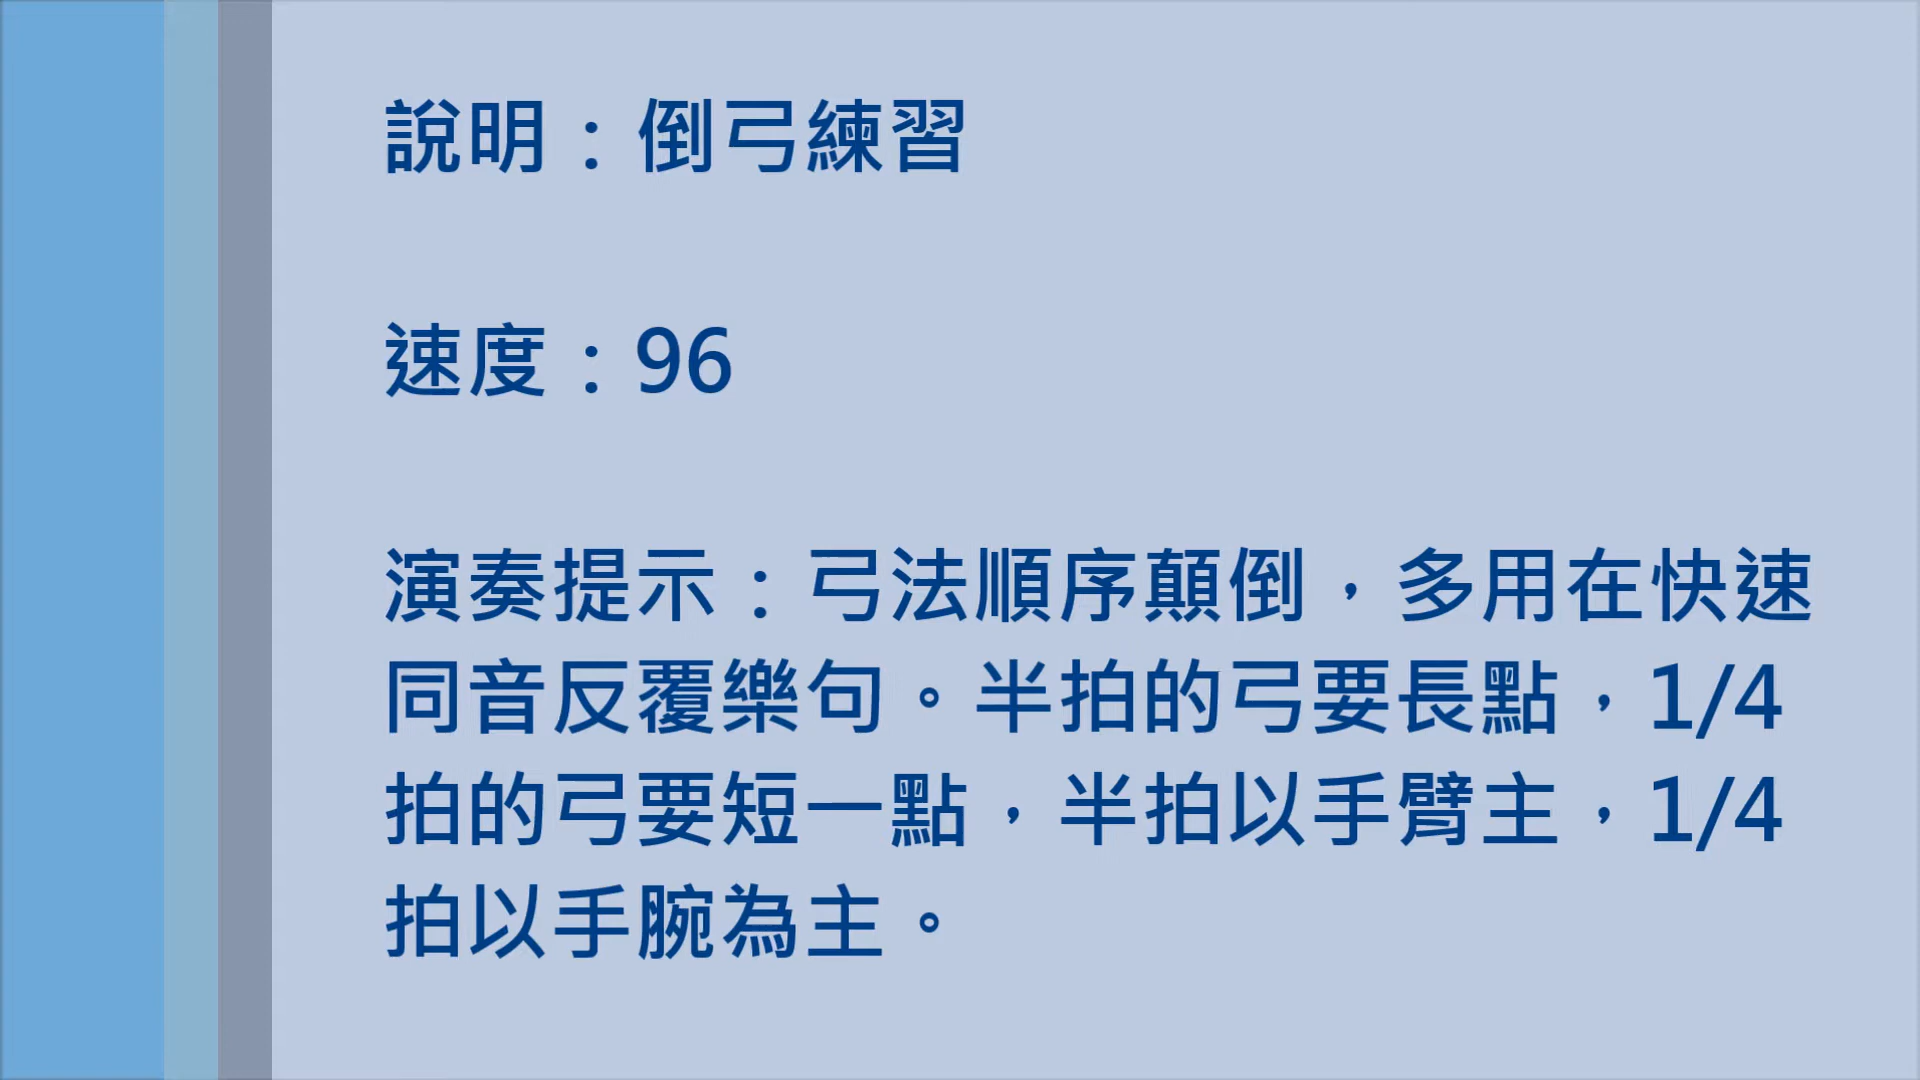 說明：倒弓練習
速度：96
演奏提示：弓法順序顛倒，多用在快速
同音反覆樂句。半拍的弓要長點，1/4
拍的弓要短一點，半拍以手臂主，1/4
拍以手腕為主。